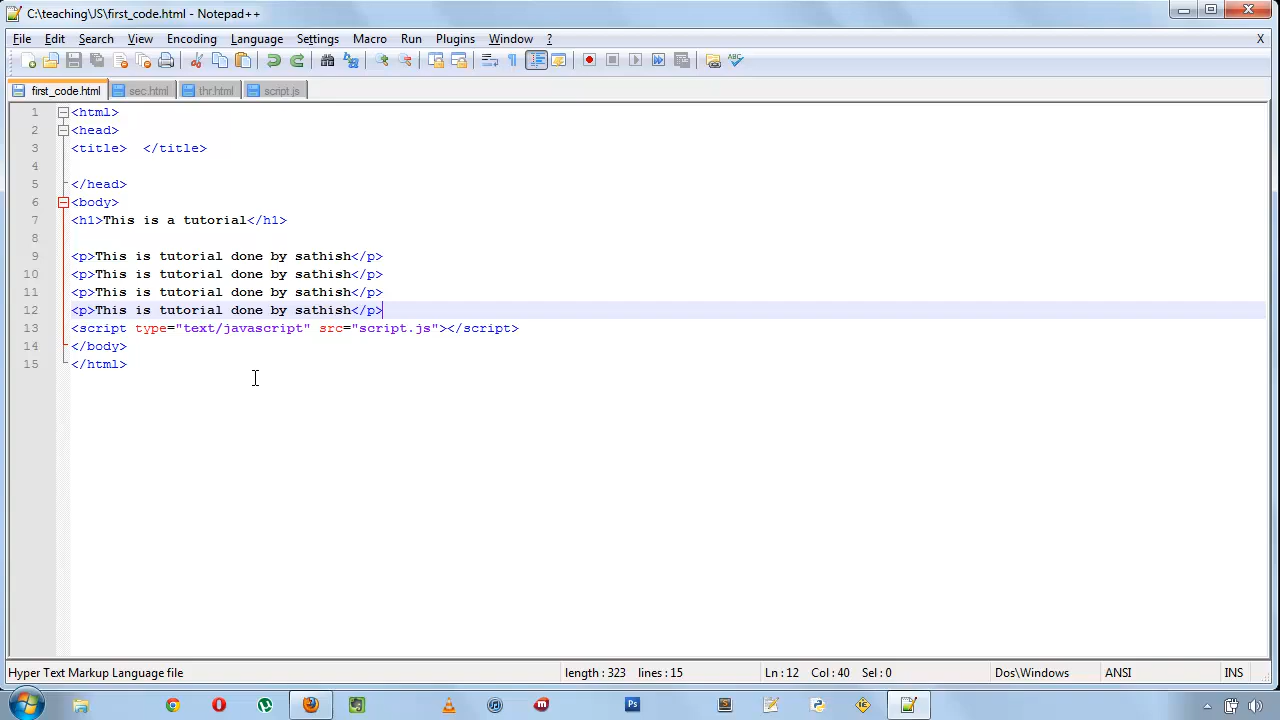 C:\teaching\JS\first_code.html - Notepad++
File Edit Search View Encoding Language Settings Macro Run Plugins Window ? X
first_code.html sec.html thr.html script.js
1 <html>
2 <head>
3 <title>  </title>
4
5 </head>
6 <body>
7 <h1>This is a tutorial</h1>
8
9 <p>This is tutorial done by sathish</p>
10 <p>This is tutorial done by sathish</p>
11 <p>This is tutorial done by sathish</p>
12 <p>This is tutorial done by sathish</p>
13 <script type="text/javascript" src="script.js"></script>
14 </body>
15 </html>
Hyper Text Markup Language file length : 323 lines : 15 Ln : 12 Col : 40 Sel : 0 Dos\Windows ANSI INS